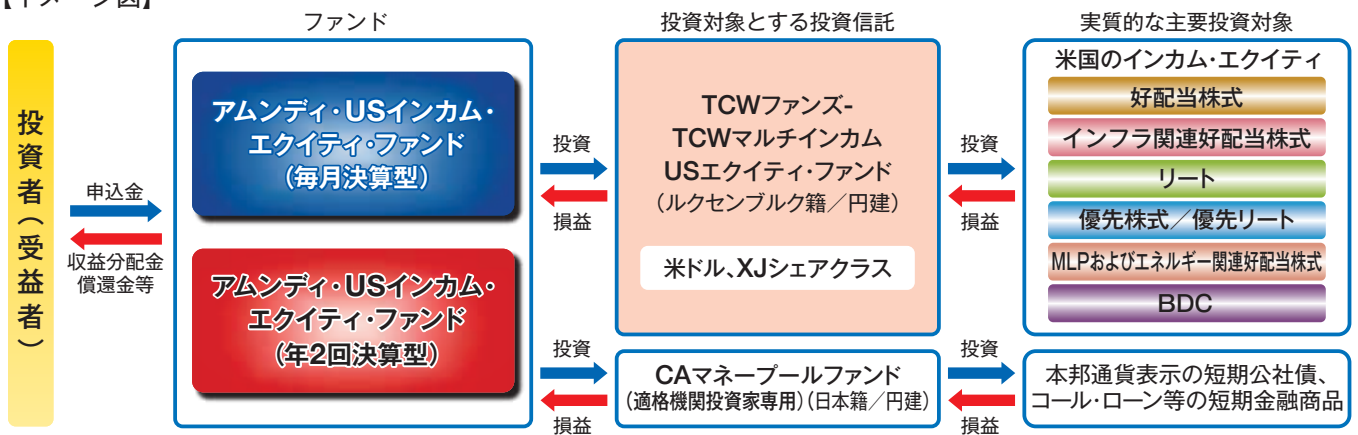 【イメージ図】
ファンド
投資対象とする投資信託
実質的な主要投資対象
投資者(受益者)
申込金
収益分配金
償還金等
アムンディ・USインカム・
エクイティ・ファンド
(毎月決算型)
アムンディ・USインカム・
エクイティ・ファンド
(年2回決算型)
投資
損益
投資
損益
TCWファンズ-
TCWマルチインカム
USエクイティ・ファンド
(ルクセンブルク籍/円建)
米ドル、XJシェアクラス
CAマネープールファンド
(適格機関投資家専用)(日本籍/円建)
投資
損益
投資
損益
米国のインカム・エクイティ
好配当株式
インフラ関連好配当株式
リート
優先株式/優先リート
MLPおよびエネルギー関連好配当株式
BDC
本邦通貨表示の短期公社債、
コール・ローン等の短期金融商品